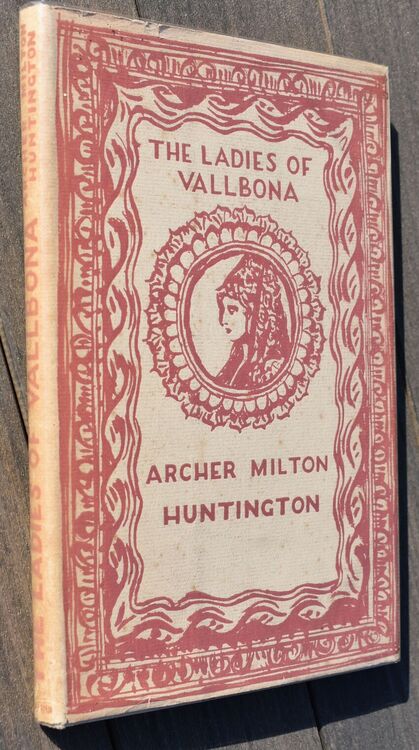 THE LADIES OF
VALLBONA
ARCHER MILTON
HUNTINGTON
THE LADIES OF VALLBONA
ARCHER MILTON
HUNTINGTON